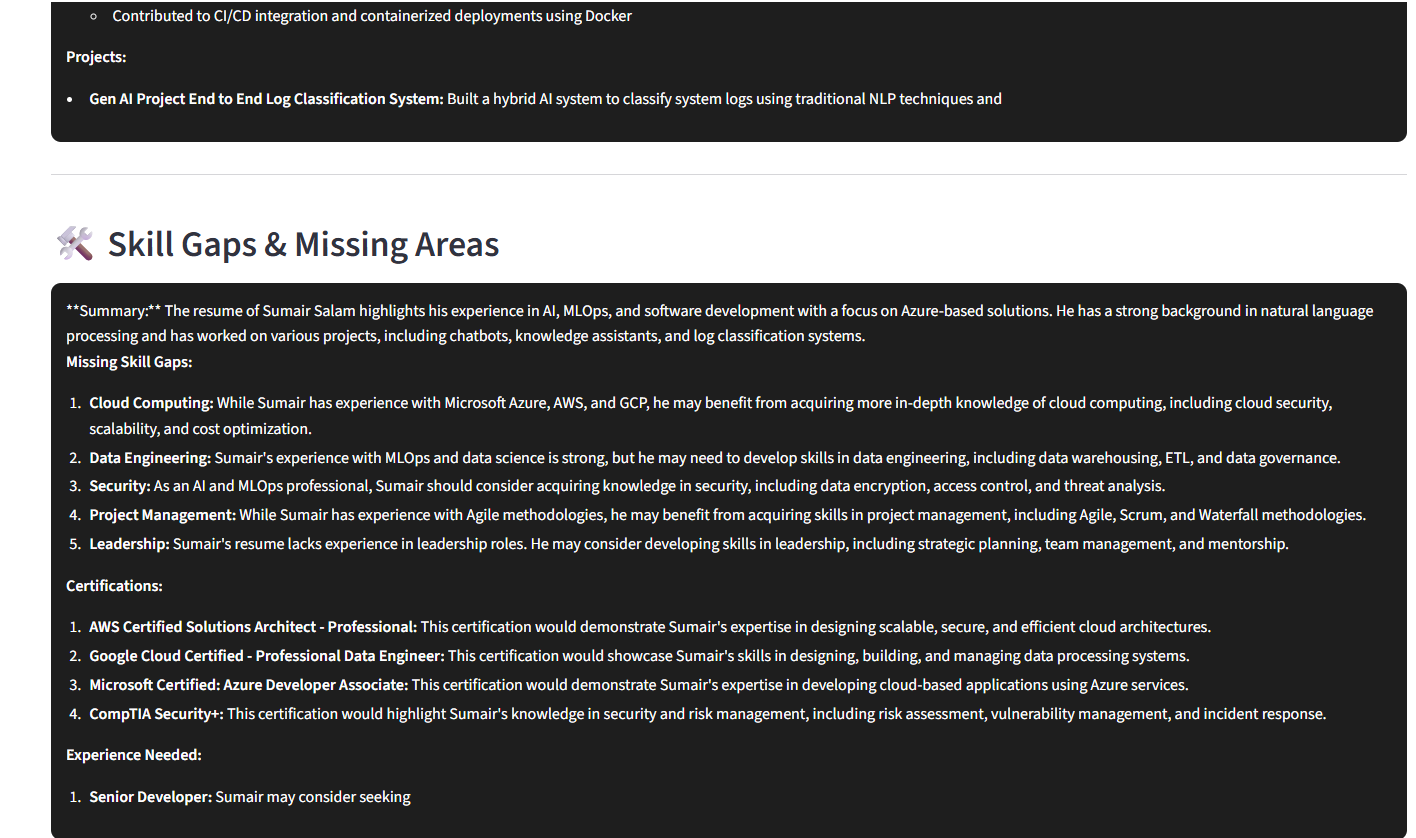 Contributed to CI/CD integration and containerized deployments using Docker
Projects:
Gen AI Project End to End Log Classification System: Built a hybrid AI system to classify system logs using traditional NLP techniques and
Skill Gaps & Missing Areas
**Summary:** The resume of Sumair Salam highlights his experience in AI, MLOps, and software development with a focus on Azure-based solutions. He has a strong background in natural language
processing and has worked on various projects, including chatbots, knowledge assistants, and log classification systems.
Missing Skill Gaps:
1. Cloud Computing: While Sumair has experience with Microsoft Azure, AWS, and GCP, he may benefit from acquiring more in-depth knowledge of cloud computing, including cloud security,
scalability, and cost optimization.
2. Data Engineering: Sumair's experience with MLOps and data science is strong, but he may need to develop skills in data engineering, including data warehousing, ETL, and data governance.
3. Security: As an AI and MLOps professional, Sumair should consider acquiring knowledge in security, including data encryption, access control, and threat analysis.
4. Project Management: While Sumair has experience with Agile methodologies, he may benefit from acquiring skills in project management, including Agile, Scrum, and Waterfall methodologies.
5. Leadership: Sumair's resume lacks experience in leadership roles. He may consider developing skills in leadership, including strategic planning, team management, and mentorship.
Certifications:
1. AWS Certified Solutions Architect - Professional: This certification would demonstrate Sumair's expertise in designing scalable, secure, and efficient cloud architectures.
2. Google Cloud Certified - Professional Data Engineer: This certification would showcase Sumair's skills in designing, building, and managing data processing systems.
3. Microsoft Certified: Azure Developer Associate: This certification would demonstrate Sumair's expertise in developing cloud-based applications using Azure services.
4. CompTIA Security+: This certification would highlight Sumair's knowledge in security and risk management, including risk assessment, vulnerability management, and incident response.
Experience Needed:
1. Senior Developer: Sumair may consider seeking